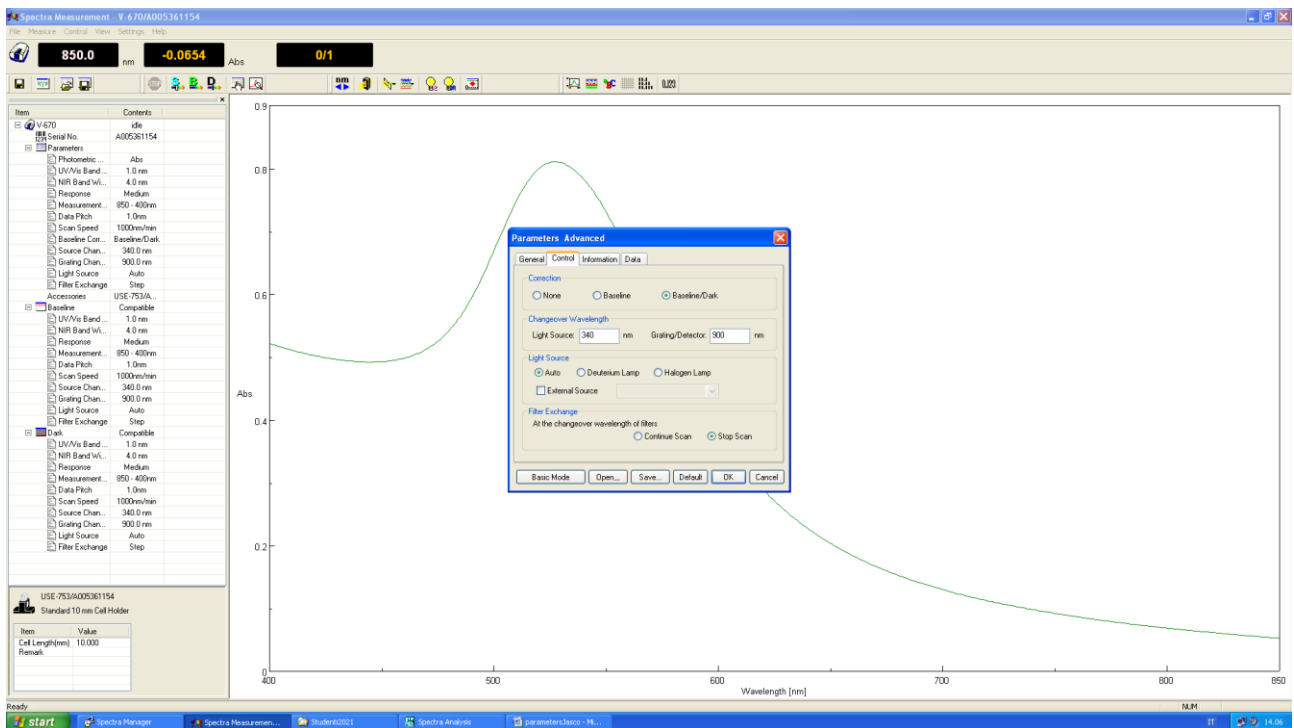 Spectra Measurement - V-670/A005361154
File Measure Control View Settings Help
850.0 nm -0.0654 Abs 0/1
Item Contents
V-670 idle
Serial No. A005361154
Parameters
Photometric ... Abs
UV/Vis Band ... 1.0 nm
NIR Band Wi... 4.0 nm
Response Medium
Measurement... 850 - 400nm
Data Pitch 1.0nm
Scan Speed 1000nm/min
Baseline Corr... Baseline/Dark
Source Chan... 340.0 nm
Grating Chan... 900.0 nm
Light Source Auto
Filter Exchange Step
Accessories USE-753/A...
Baseline Compatible
UV/Vis Band ... 1.0 nm
NIR Band Wi... 4.0 nm
Response Medium
Measurement... 850 - 400nm
Data Pitch 1.0nm
Scan Speed 1000nm/min
Source Chan... 340.0 nm
Grating Chan... 900.0 nm
Light Source Auto
Filter Exchange Step
Dark Compatible
UV/Vis Band ... 1.0 nm
NIR Band Wi... 4.0 nm
Response Medium
Measurement... 850 - 400nm
Data Pitch 1.0nm
Scan Speed 1000nm/min
Source Chan... 340.0 nm
Grating Chan... 900.0 nm
Light Source Auto
Filter Exchange Step
USE-753/A005361154
Standard 10 mm Cell Holder
Item Value
Cell Length(mm) 10.000
Remark
0.9
0.8
0.6
Abs
0.4
0.2
0
400 500 600 700 800 850
Wavelength [nm]
Parameters Advanced
General Control Information Data
Correction
None Baseline Baseline/Dark
Changeover Wavelength
Light Source: 340 nm Grating/Detector: 900 nm
Light Source
Auto Deuterium Lamp Halogen Lamp
External Source
Filter Exchange
At the changeover wavelength of filters
Continue Scan Stop Scan
Basic Mode Open... Save... Default OK Cancel
Ready NUM
start Spectra Manager Spectra Measuremen... Studenti2021 Spectra Analysis parametersJasco - Mi... IT 14.06